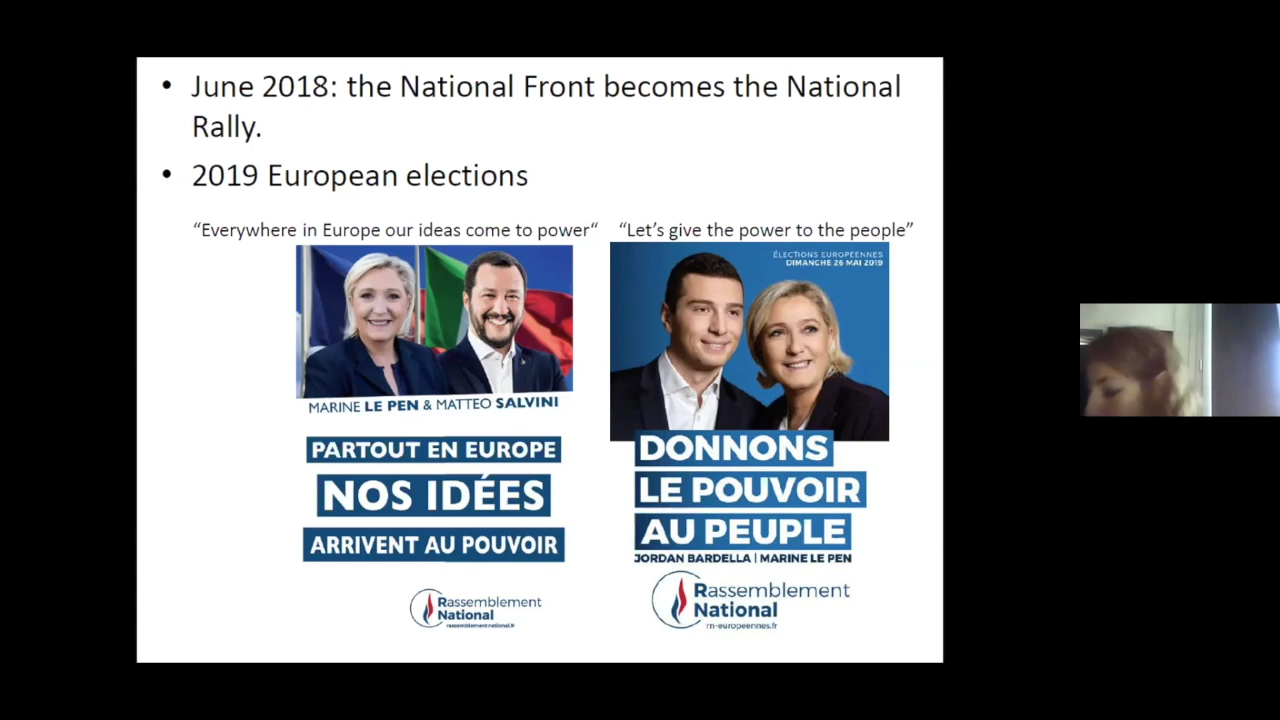 • June 2018: the National Front becomes the National
Rally.
• 2019 European elections
“Everywhere in Europe our ideas come to power“
“Let’s give the power to the people”
MARINE LE PEN & MATTEO SALVINI
PARTOUT EN EUROPE
NOS IDÉES
ARRIVENT AU POUVOIR
Rassemblement
National
rassemblementnational.fr
ÉLECTIONS EUROPÉENNES
DIMANCHE 26 MAI 2019
DONNONS
LE POUVOIR
AU PEUPLE
JORDAN BARDELLA | MARINE LE PEN
Rassemblement
National
rn-europeennes.fr